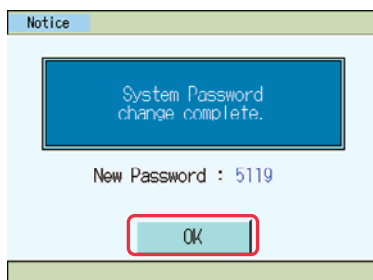 Notice
System Password
change complete.
New Password : 5119
OK